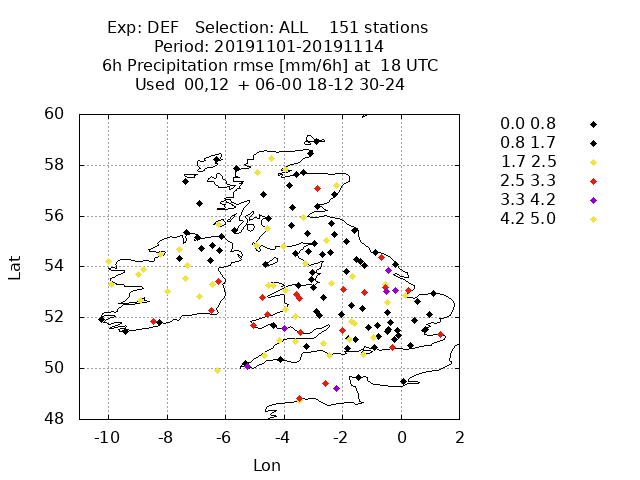 Exp: DEF Selection: ALL 151 stations
Period: 20191101-20191114
6h Precipitation rmse [mm/6h] at 18 UTC
Used 00,12 + 06-00 18-12 30-24
60
58
56
54
52
50
48
Lat
-10 -8 -6 -4 -2 0 2
Lon
0.0 0.8
0.8 1.7
1.7 2.5
2.5 3.3
3.3 4.2
4.2 5.0